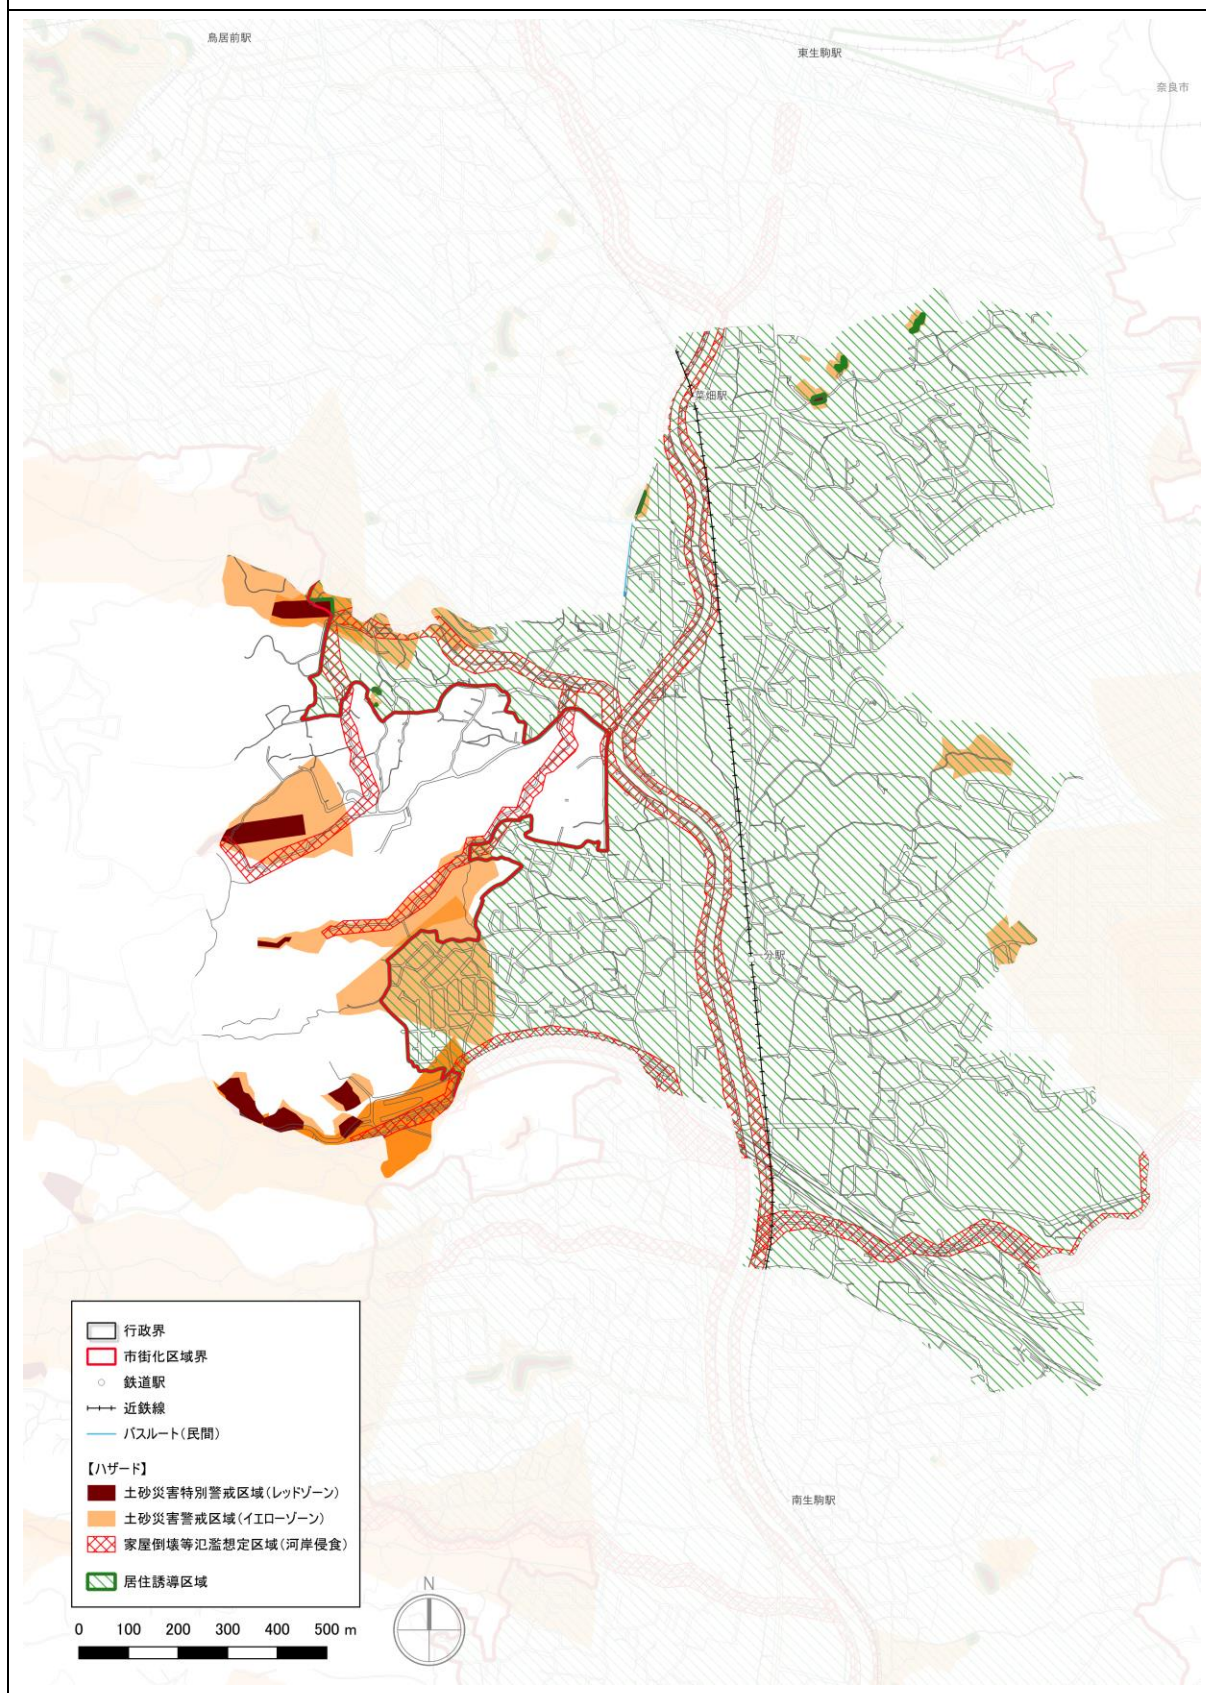 鳥居前駅
東生駒駅
奈良市
菜畑駅
一分駅
南生駒駅
行政界
市街化区域界
鉄道駅
近鉄線
バスルート(民間)
【ハザード】
土砂災害特別警戒区域(レッドゾーン)
土砂災害警戒区域(イエローゾーン)
家屋倒壊等氾濫想定区域(河岸侵食)
居住誘導区域
N
0 100 200 300 400 500 m